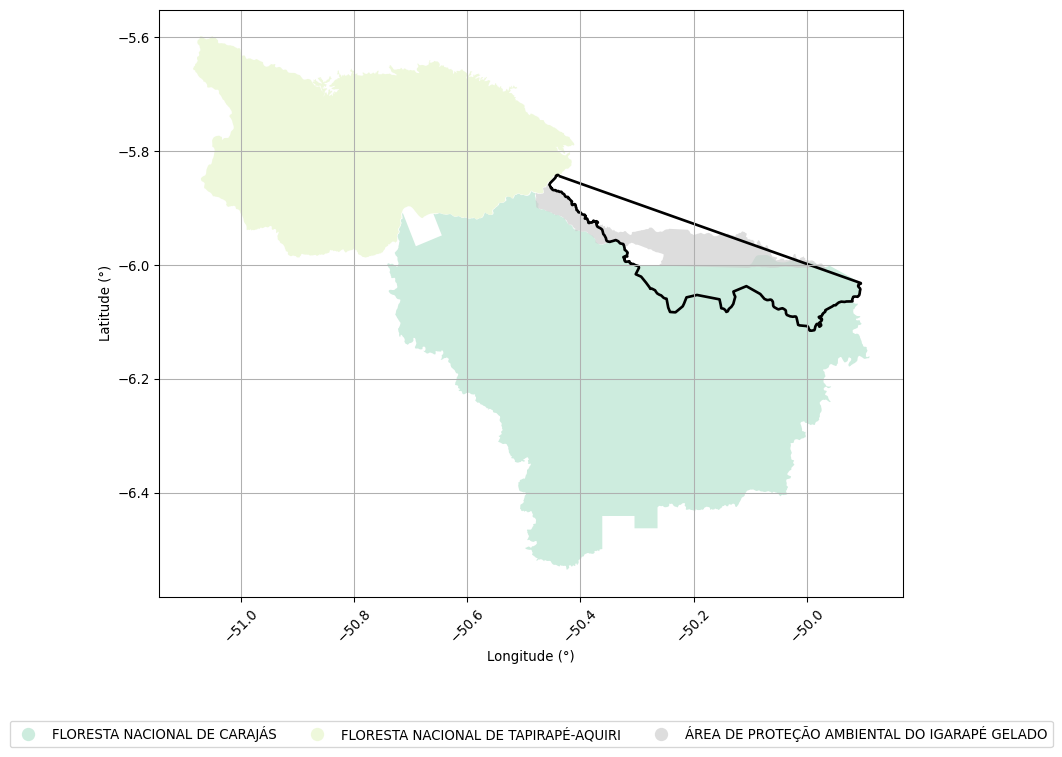 −5.6
−5.8
−6.0
−6.2
−6.4
Latitude (°)
−51.0
−50.8
−50.6
−50.4
−50.2
−50.0
Longitude (°)
FLORESTA NACIONAL DE CARAJÁS
FLORESTA NACIONAL DE TAPIRAPÉ-AQUIRI
ÁREA DE PROTEÇÃO AMBIENTAL DO IGARAPÉ GELADO